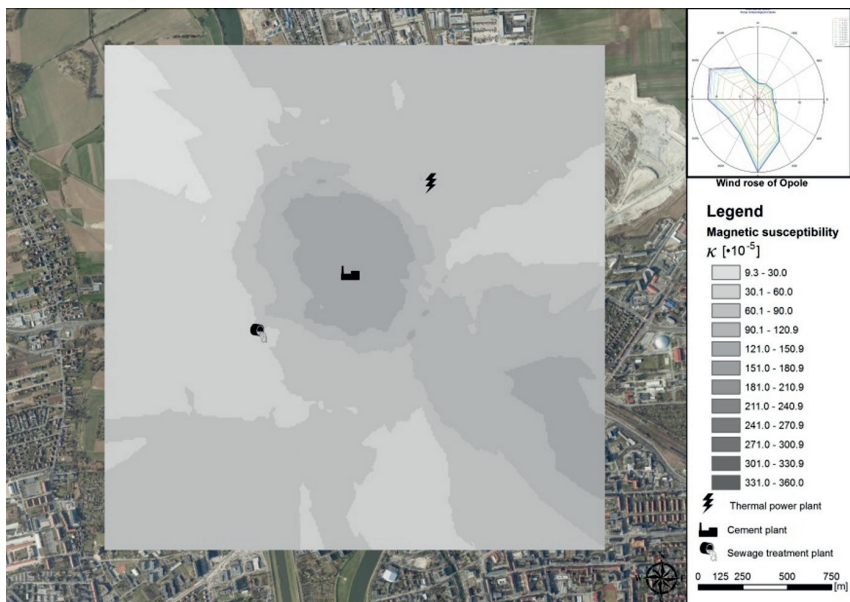 Wind rose of Opole
Legend
Magnetic susceptibility
κ [•10⁻⁵]
9.3 - 30.0
30.1 - 60.0
60.1 - 90.0
90.1 - 120.9
121.0 - 150.9
151.0 - 180.9
181.0 - 210.9
211.0 - 240.9
241.0 - 270.9
271.0 - 300.9
301.0 - 330.9
331.0 - 360.0
Thermal power plant
Cement plant
Sewage treatment plant
0 125 250 500 750
[m]